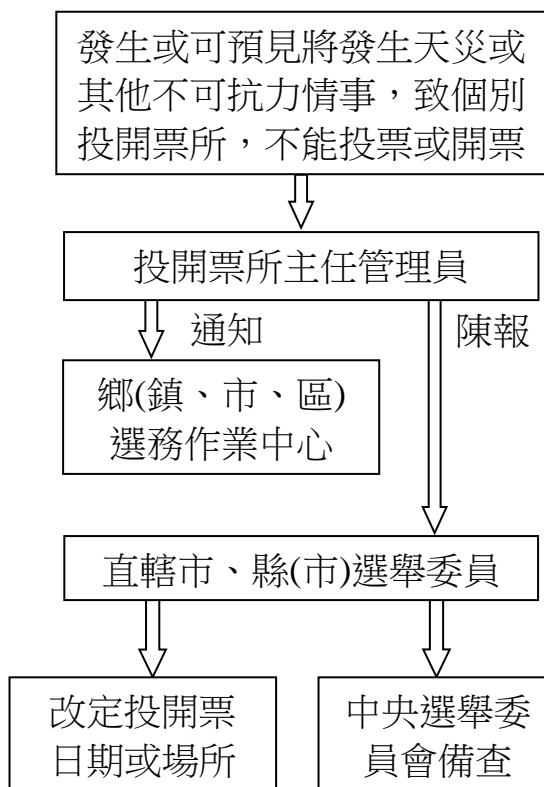 發生或可預見將發生天災或
其他不可抗力情事，致個別
投開票所，不能投票或開票
投開票所主任管理員
通知
陳報
鄉(鎮、市、區)
選務作業中心
直轄市、縣(市)選舉委員
改定投開票
日期或場所
中央選舉委
員會備查